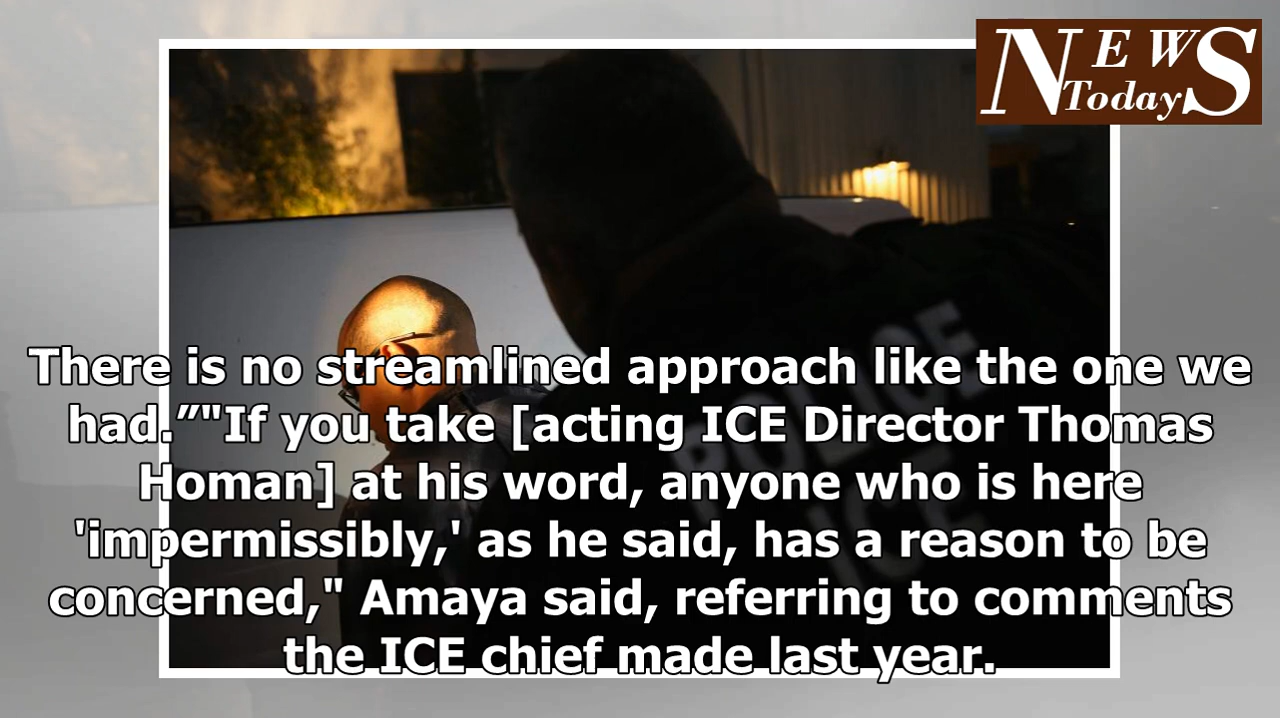 NEWS
Today
There is no streamlined approach like the one we
had.”"If you take [acting ICE Director Thomas
Homan] at his word, anyone who is here
'impermissibly,' as he said, has a reason to be
concerned," Amaya said, referring to comments
the ICE chief made last year.
POLICE
ICE